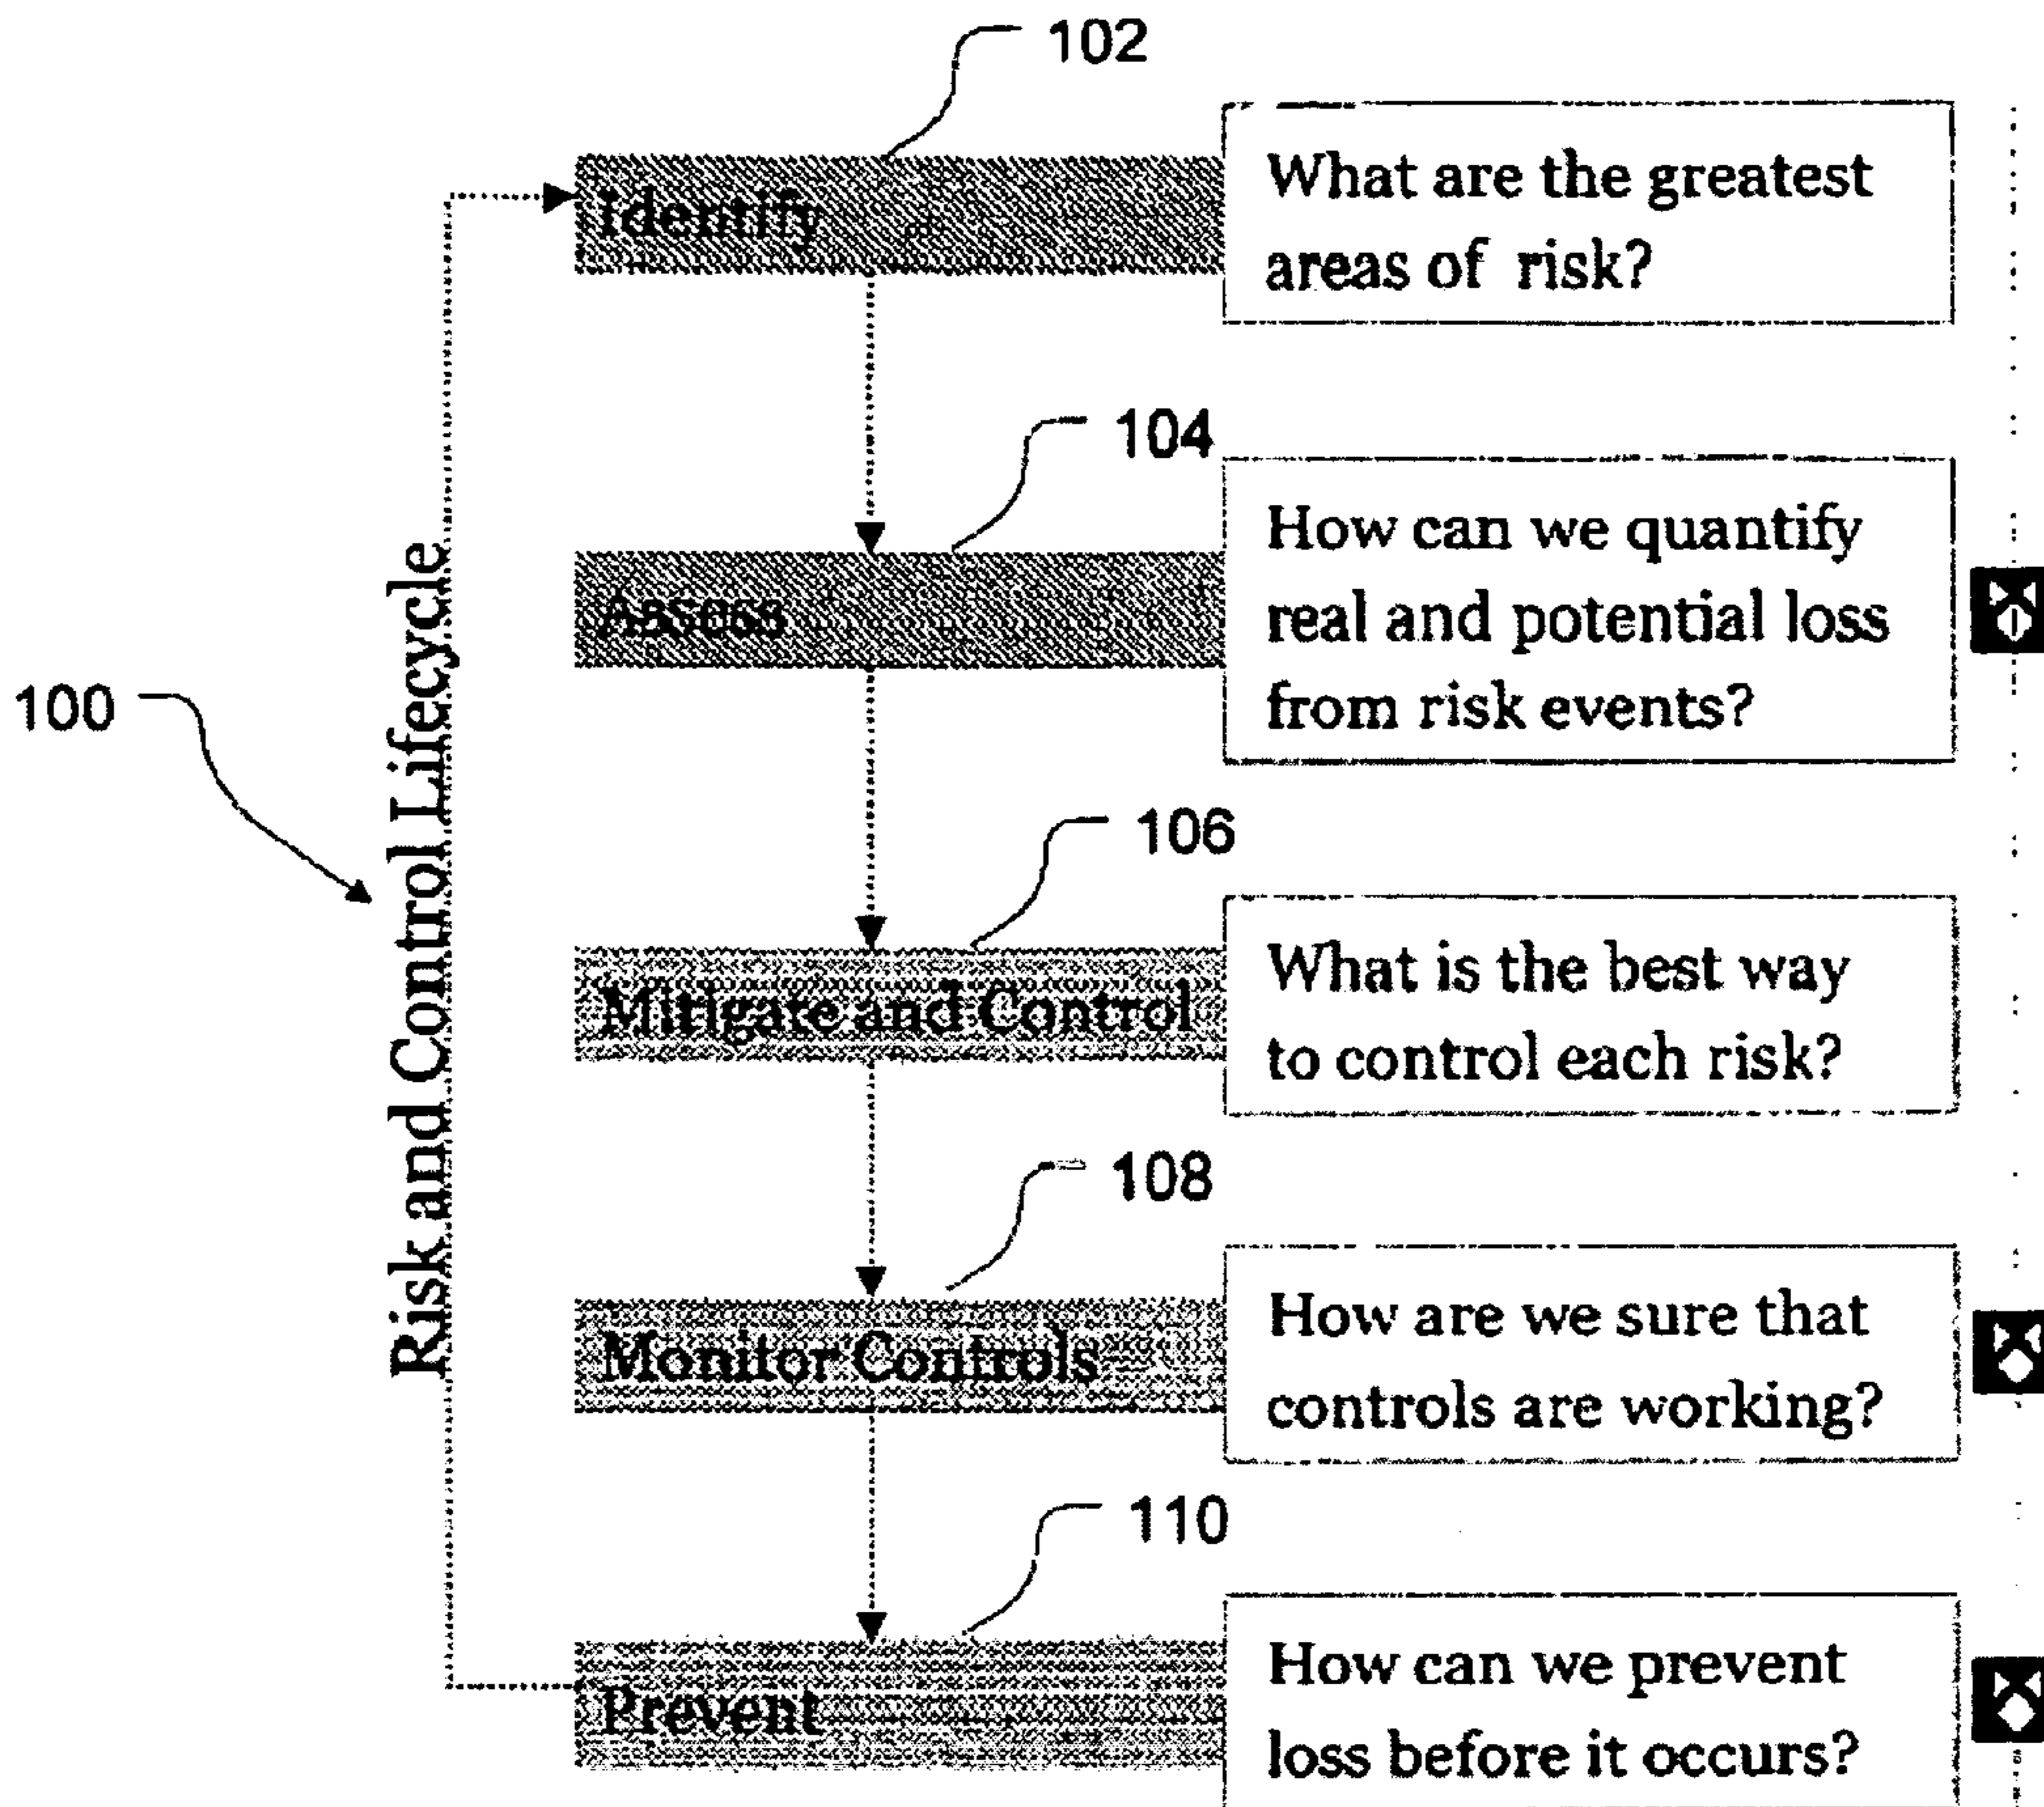 102
Identify
What are the greatest
areas of risk?
104
Assess
How can we quantify
real and potential loss
from risk events?
100
Risk and Control Lifecycle
106
Mitigate and Control
What is the best way
to control each risk?
108
Monitor Controls
How are we sure that
controls are working?
110
Prevent
How can we prevent
loss before it occurs?